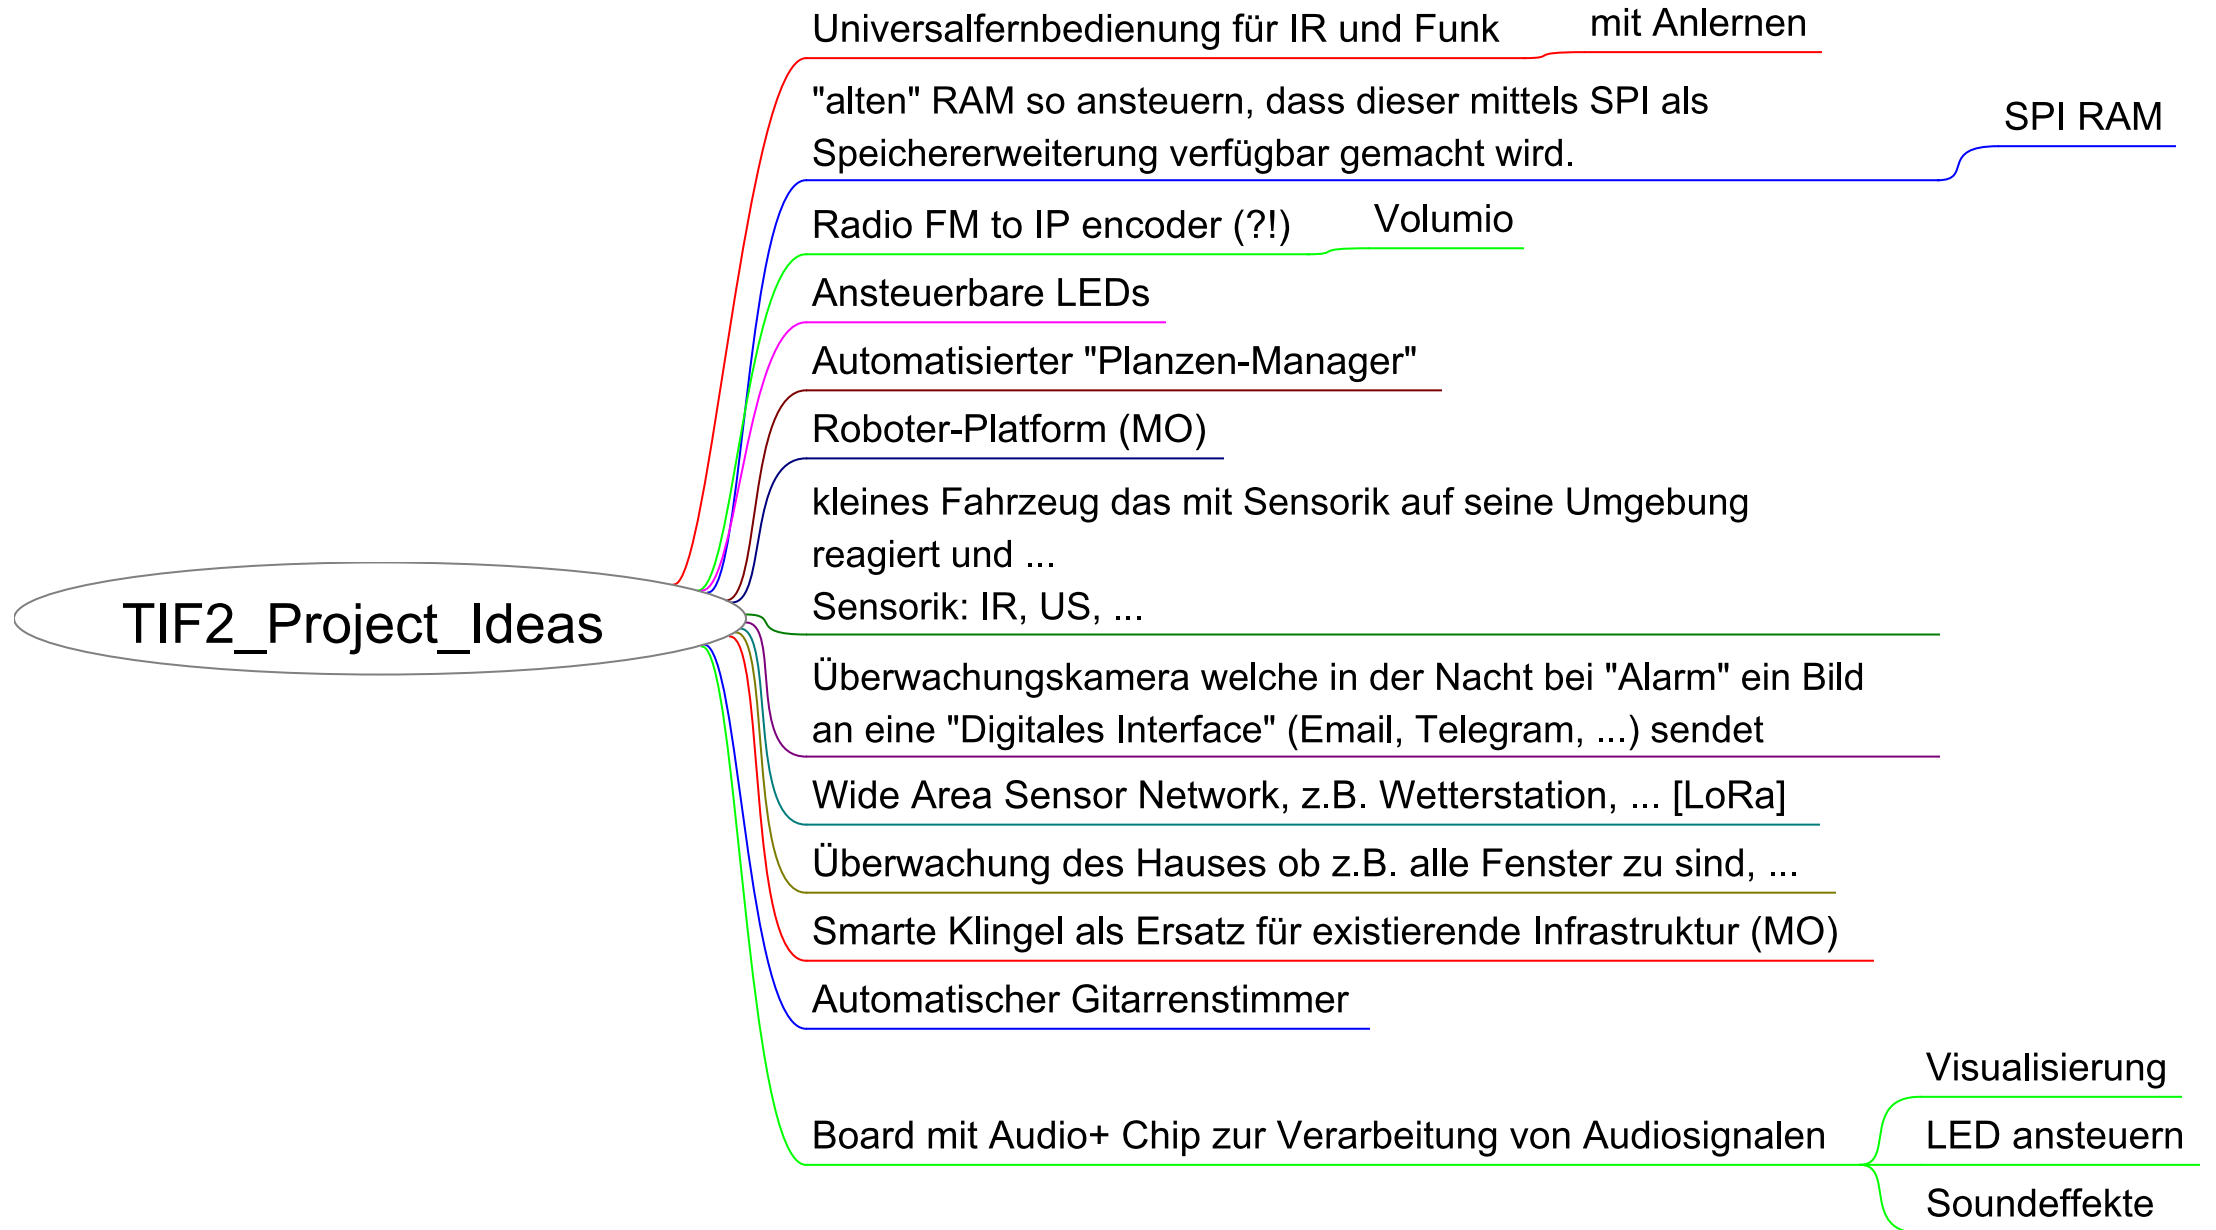 Universalfernbedienung für IR und Funk
mit Anlernen
"alten" RAM so ansteuern, dass dieser mittels SPI als
Speichererweiterung verfügbar gemacht wird.
SPI RAM
Radio FM to IP encoder (?!)
Volumio
Ansteuerbare LEDs
Automatisierter "Planzen-Manager"
Roboter-Platform (MO)
kleines Fahrzeug das mit Sensorik auf seine Umgebung
reagiert und ...
Sensorik: IR, US, ...
TIF2_Project_Ideas
Überwachungskamera welche in der Nacht bei "Alarm" ein Bild
an eine "Digitales Interface" (Email, Telegram, ...) sendet
Wide Area Sensor Network, z.B. Wetterstation, ... [LoRa]
Überwachung des Hauses ob z.B. alle Fenster zu sind, ...
Smarte Klingel als Ersatz für existierende Infrastruktur (MO)
Automatischer Gitarrenstimmer
Board mit Audio+ Chip zur Verarbeitung von Audiosignalen
Visualisierung
LED ansteuern
Soundeffekte